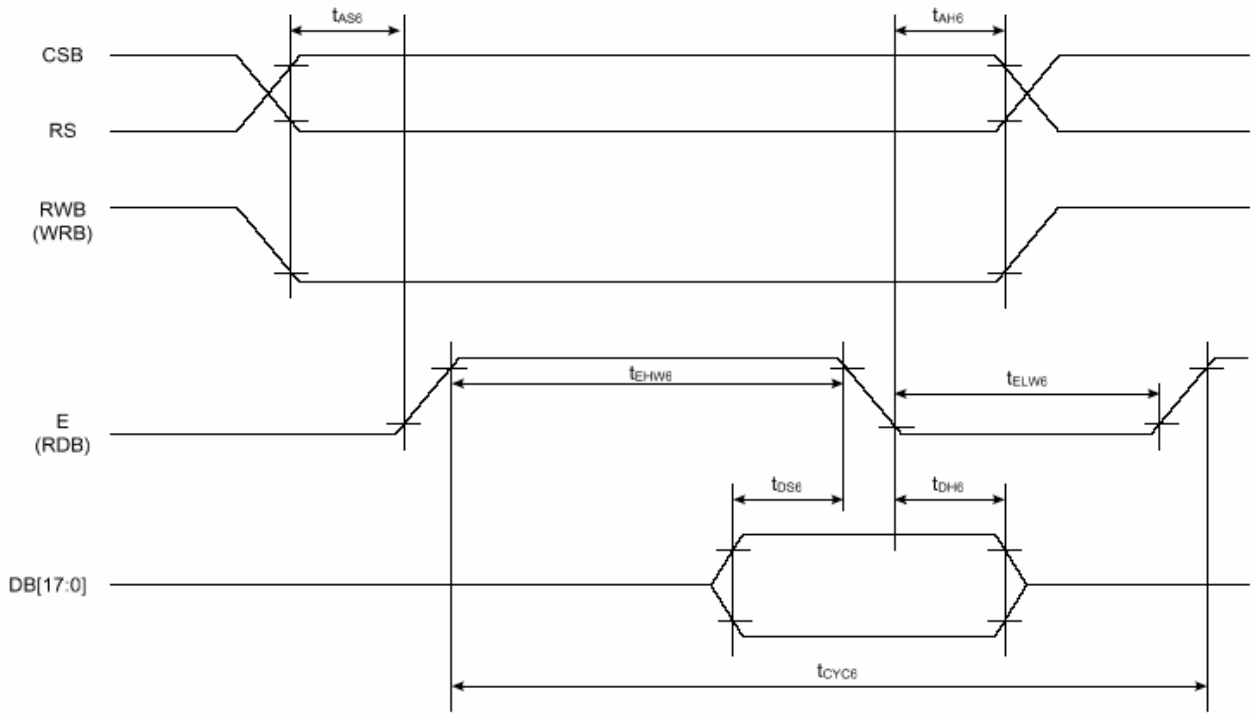 tAS6
tAH6
CSB
RS
RWB
(WRB)
tEHW6
tELW6
E
(RDB)
tDS6
tDH6
DB[17:0]
tCYC6